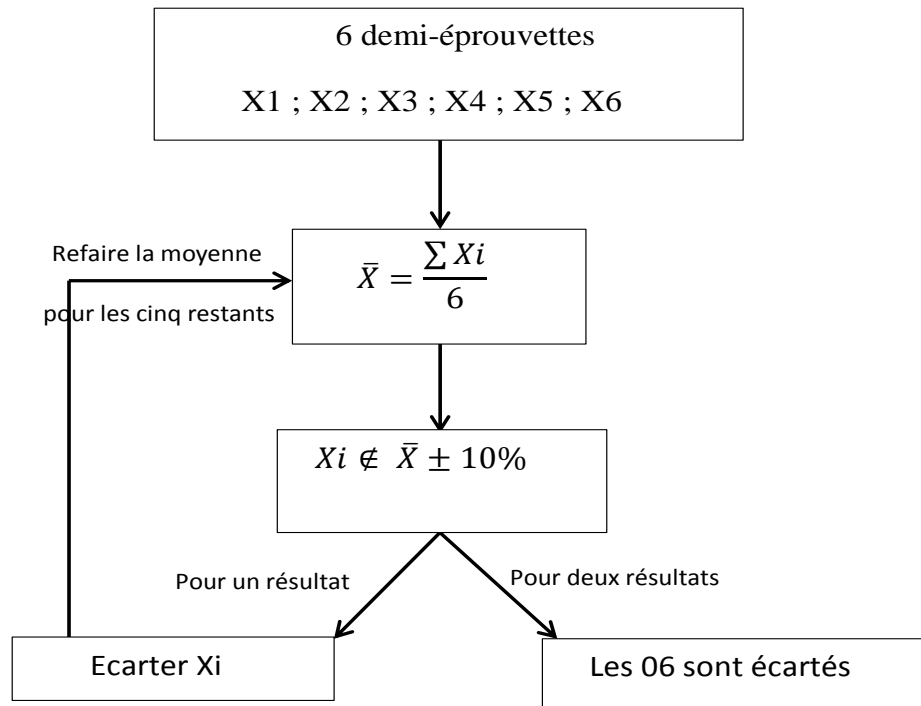 6 demi-éprouvettes
X1 ; X2 ; X3 ; X4 ; X5 ; X6
Refaire la moyenne
pour les cinq restants
X̄ = ∑ Xi / 6
Xi ∉ X̄ ± 10%
Pour un résultat
Pour deux résultats
Ecarter Xi
Les 06 sont écartés